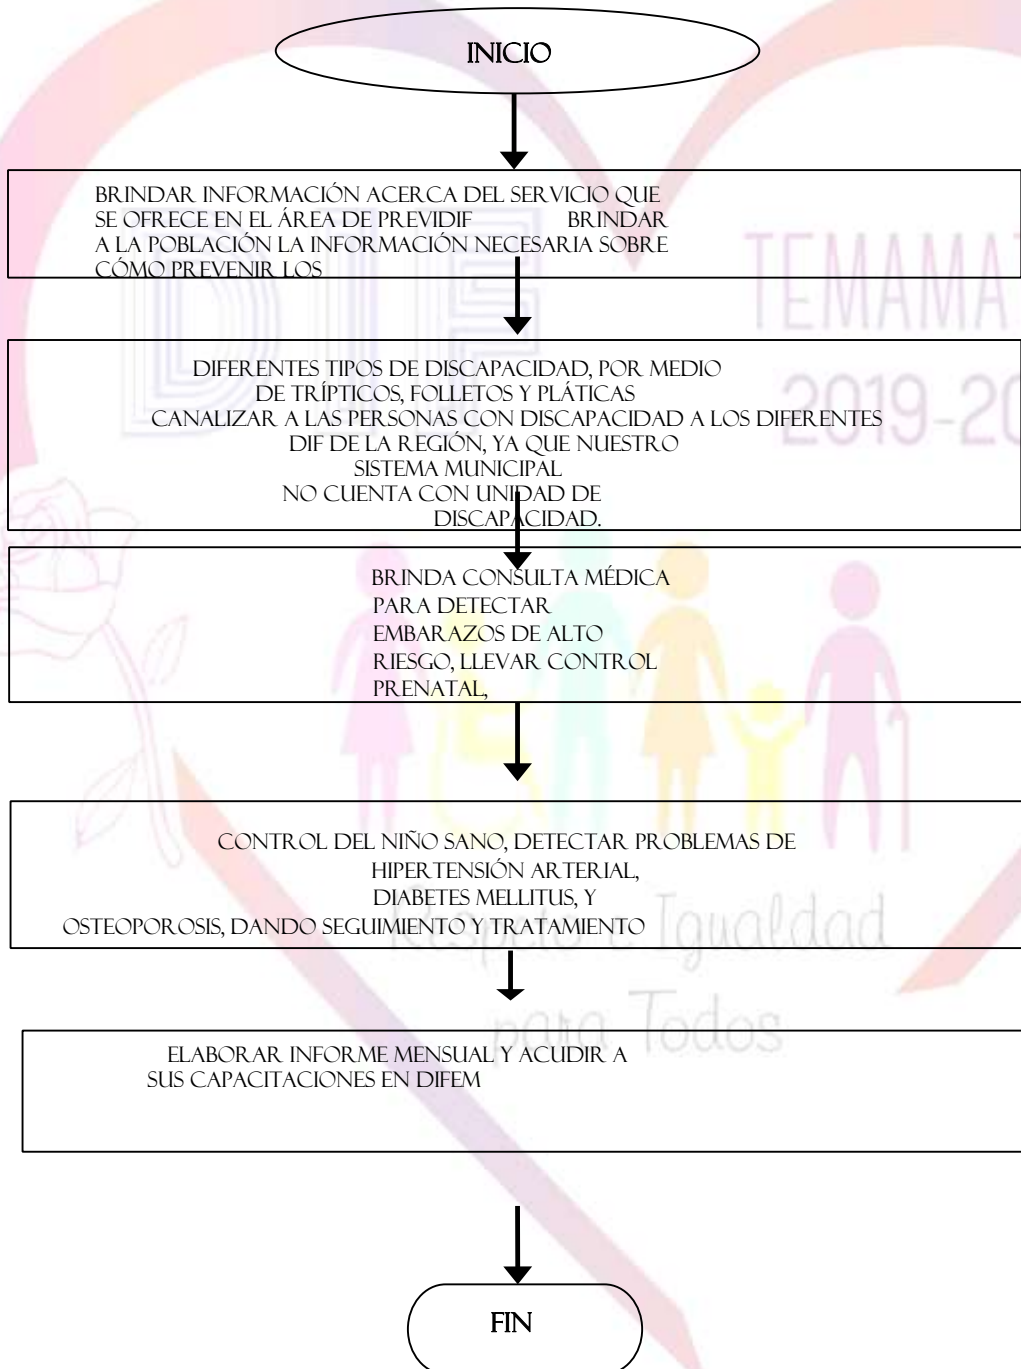 INICIO
BRINDAR INFORMACIÓN ACERCA DEL SERVICIO QUE
SE OFRECE EN EL ÁREA DE PREVIDIF BRINDAR
A LA POBLACIÓN LA INFORMACIÓN NECESARIA SOBRE
CÓMO PREVENIR LOS
DIF
TEMAMAT
2019-20
DIFERENTES TIPOS DE DISCAPACIDAD, POR MEDIO
DE TRÍPTICOS, FOLLETOS Y PLÁTICAS
CANALIZAR A LAS PERSONAS CON DISCAPACIDAD A LOS DIFERENTES
DIF DE LA REGIÓN, YA QUE NUESTRO
SISTEMA MUNICIPAL
NO CUENTA CON UNIDAD DE
DISCAPACIDAD.
BRINDA CONSULTA MÉDICA
PARA DETECTAR
EMBARAZOS DE ALTO
RIESGO, LLEVAR CONTROL
PRENATAL,
CONTROL DEL NIÑO SANO, DETECTAR PROBLEMAS DE
HIPERTENSIÓN ARTERIAL,
DIABETES MELLITUS, Y
OSTEOPOROSIS, DANDO SEGUIMIENTO Y TRATAMIENTO
Respeto e Igualdad
para Todos
ELABORAR INFORME MENSUAL Y ACUDIR A
SUS CAPACITACIONES EN DIFEM
FIN